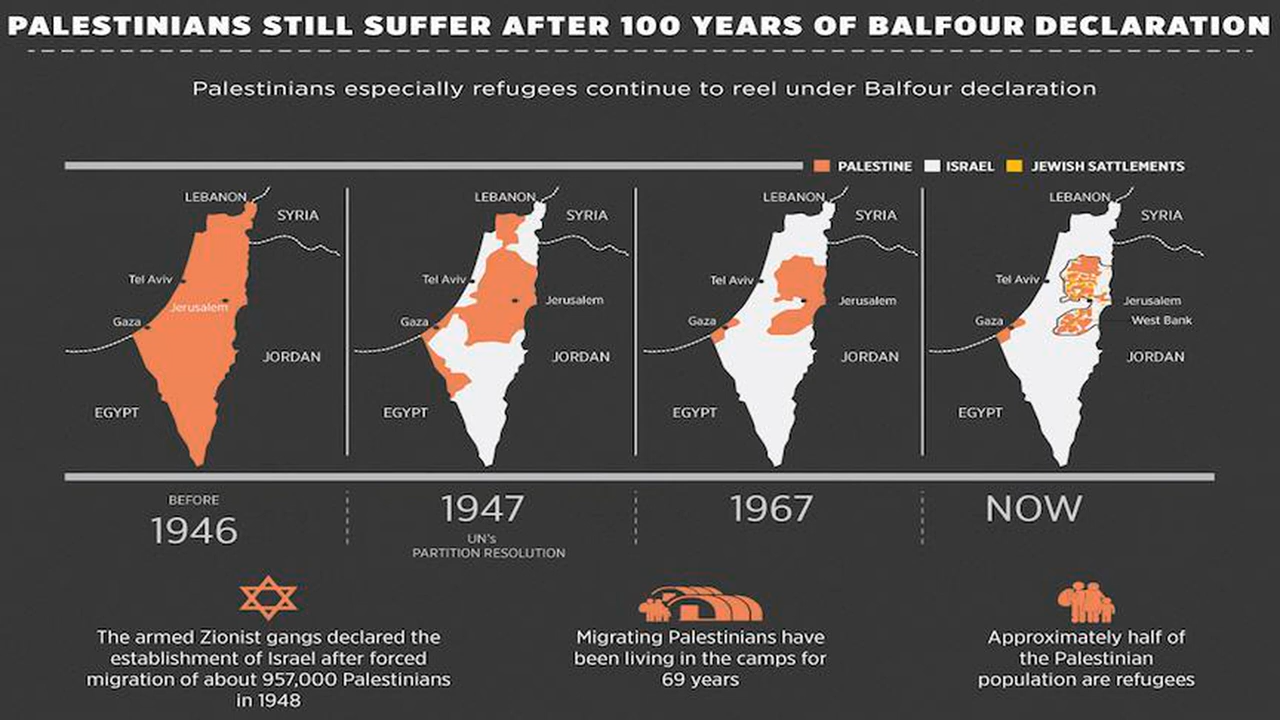 PALESTINIANS STILL SUFFER AFTER 100 YEARS OF BALFOUR DECLARATION
Palestinians especially refugees continue to reel under Balfour declaration
PALESTINE ISRAEL JEWISH SATTLEMENTS
LEBANON
SYRIA
Tel Aviv
Jerusalem
Gaza
JORDAN
EGYPT
LEBANON
SYRIA
Tel Aviv
Jerusalem
Gaza
JORDAN
EGYPT
LEBANON
SYRIA
Tel Aviv
Jerusalem
Gaza
JORDAN
EGYPT
LEBANON
SYRIA
Tel Aviv
Jerusalem
Gaza
West Bank
JORDAN
EGYPT
BEFORE
1946
1947
UN's
PARTITION RESOLUTION
1967
NOW
The armed Zionist gangs declared the
establishment of Israel after forced
migration of about 957,000 Palestinians
in 1948
Migrating Palestinians have
been living in the camps for
69 years
Approximately half of
the Palestinian
population are refugees